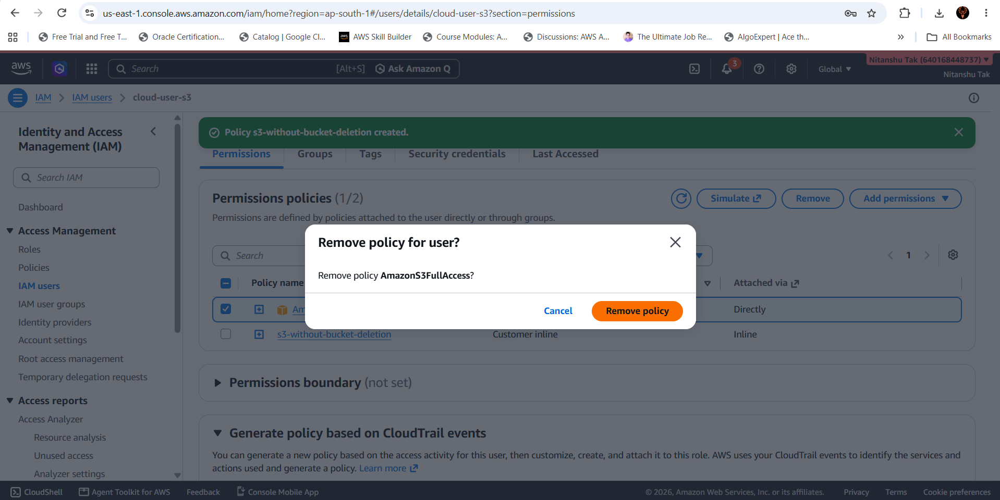 us-east-1.console.aws.amazon.com/iam/home?region=ap-south-1#/users/details/cloud-user-s3?section=permissions
Free Trial and Free T...
Oracle Certification...
Catalog | Google Cl...
aws
AWS Skill Builder
Course Modules: A...
Discussions: AWS A...
The Ultimate Job Re...
AlgoExpert | Ace th...
»
All Bookmarks
aws
Search
[Alt+S]
Ask Amazon Q
3
Global
Nitanshu Tak (640168448737)
Nitanshu Tak
IAM
IAM users
cloud-user-s3
Identity and Access
Management (IAM)
Search IAM
Dashboard
Access Management
Roles
Policies
IAM users
IAM user groups
Identity providers
Account settings
Root access management
Temporary delegation requests
Access reports
Access Analyzer
Resource analysis
Unused access
Analyzer settings
Policy s3-without-bucket-deletion created.
Permissions
Groups
Tags
Security credentials
Last Accessed
Permissions policies (1/2)
Simulate
Remove
Add permissions
Permissions are defined by policies attached to the user directly or through groups.
Search
1
Policy name
Attached via
Am
Directly
s3-without-bucket-deletion
Customer inline
Inline
Remove policy for user?
Remove policy AmazonS3FullAccess?
Cancel
Remove policy
Permissions boundary (not set)
Generate policy based on CloudTrail events
You can generate a new policy based on the access activity for this user, then customize, create, and attach it to this role. AWS uses your CloudTrail events to identify the services and
actions used and generate a policy. Learn more
CloudShell
Agent Toolkit for AWS
Feedback
Console Mobile App
© 2026, Amazon Web Services, Inc. or its affiliates.
Privacy
Terms
Cookie preferences